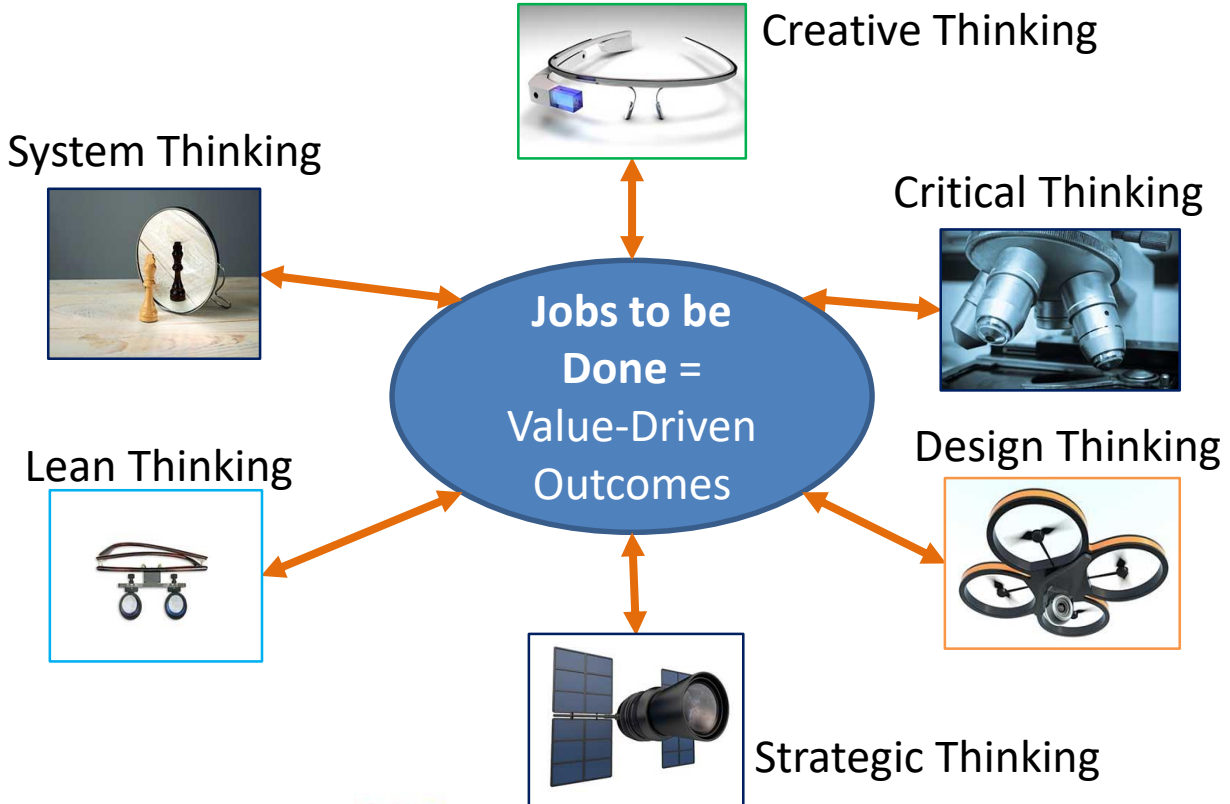 Creative Thinking
System Thinking
Critical Thinking
Jobs to be
Done =
Value-Driven
Outcomes
Design Thinking
Lean Thinking
Strategic Thinking